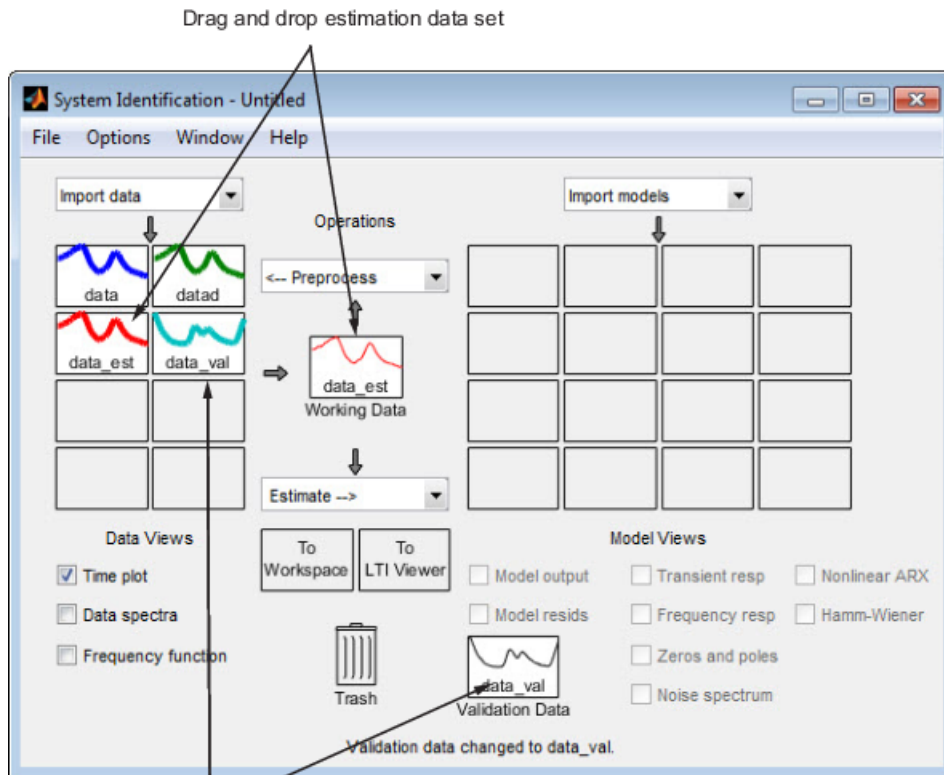 Drag and drop estimation data set
System Identification - Untitled
File Options Window Help
Import data
Import models
Operations
data
datad
<-- Preprocess
data_est
data_val
data_est
Working Data
Estimate -->
Data Views
To Workspace
To LTI Viewer
Model Views
Time plot
Model output
Transient resp
Nonlinear ARX
Data spectra
Model resids
Frequency resp
Hamm-Wiener
Frequency function
Zeros and poles
Trash
data_val
Validation Data
Noise spectrum
Validation data changed to data_val.